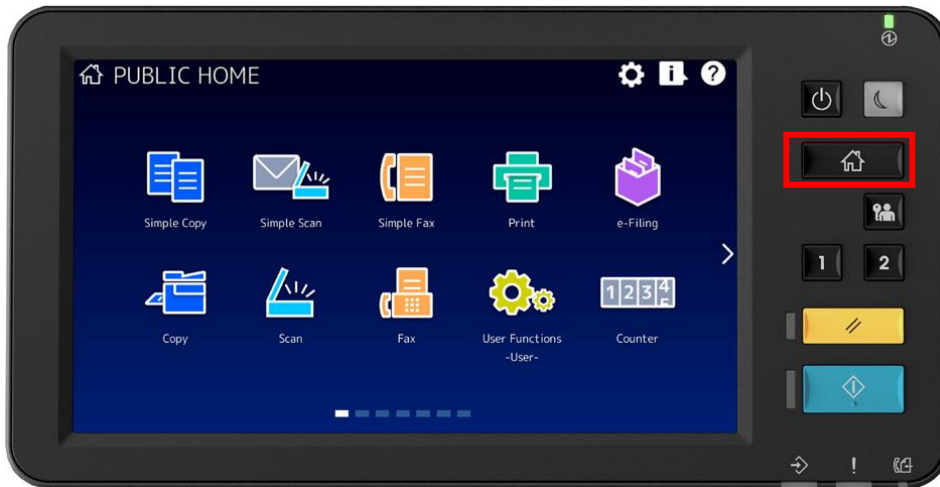 PUBLIC HOME
Simple Copy
Simple Scan
Simple Fax
Print
e-Filing
Copy
Scan
Fax
User Functions
-User-
1234
Counter
1
2